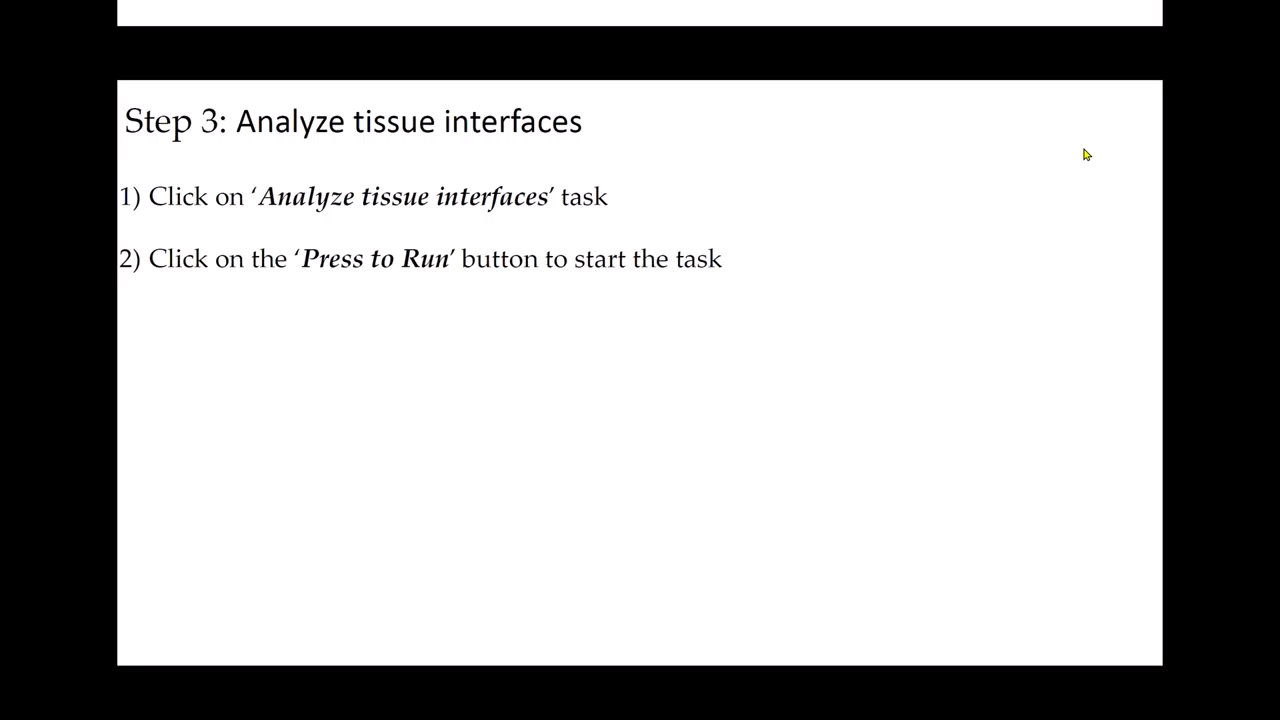 Step 3: Analyze tissue interfaces
1) Click on ‘Analyze tissue interfaces’ task
2) Click on the ‘Press to Run’ button to start the task